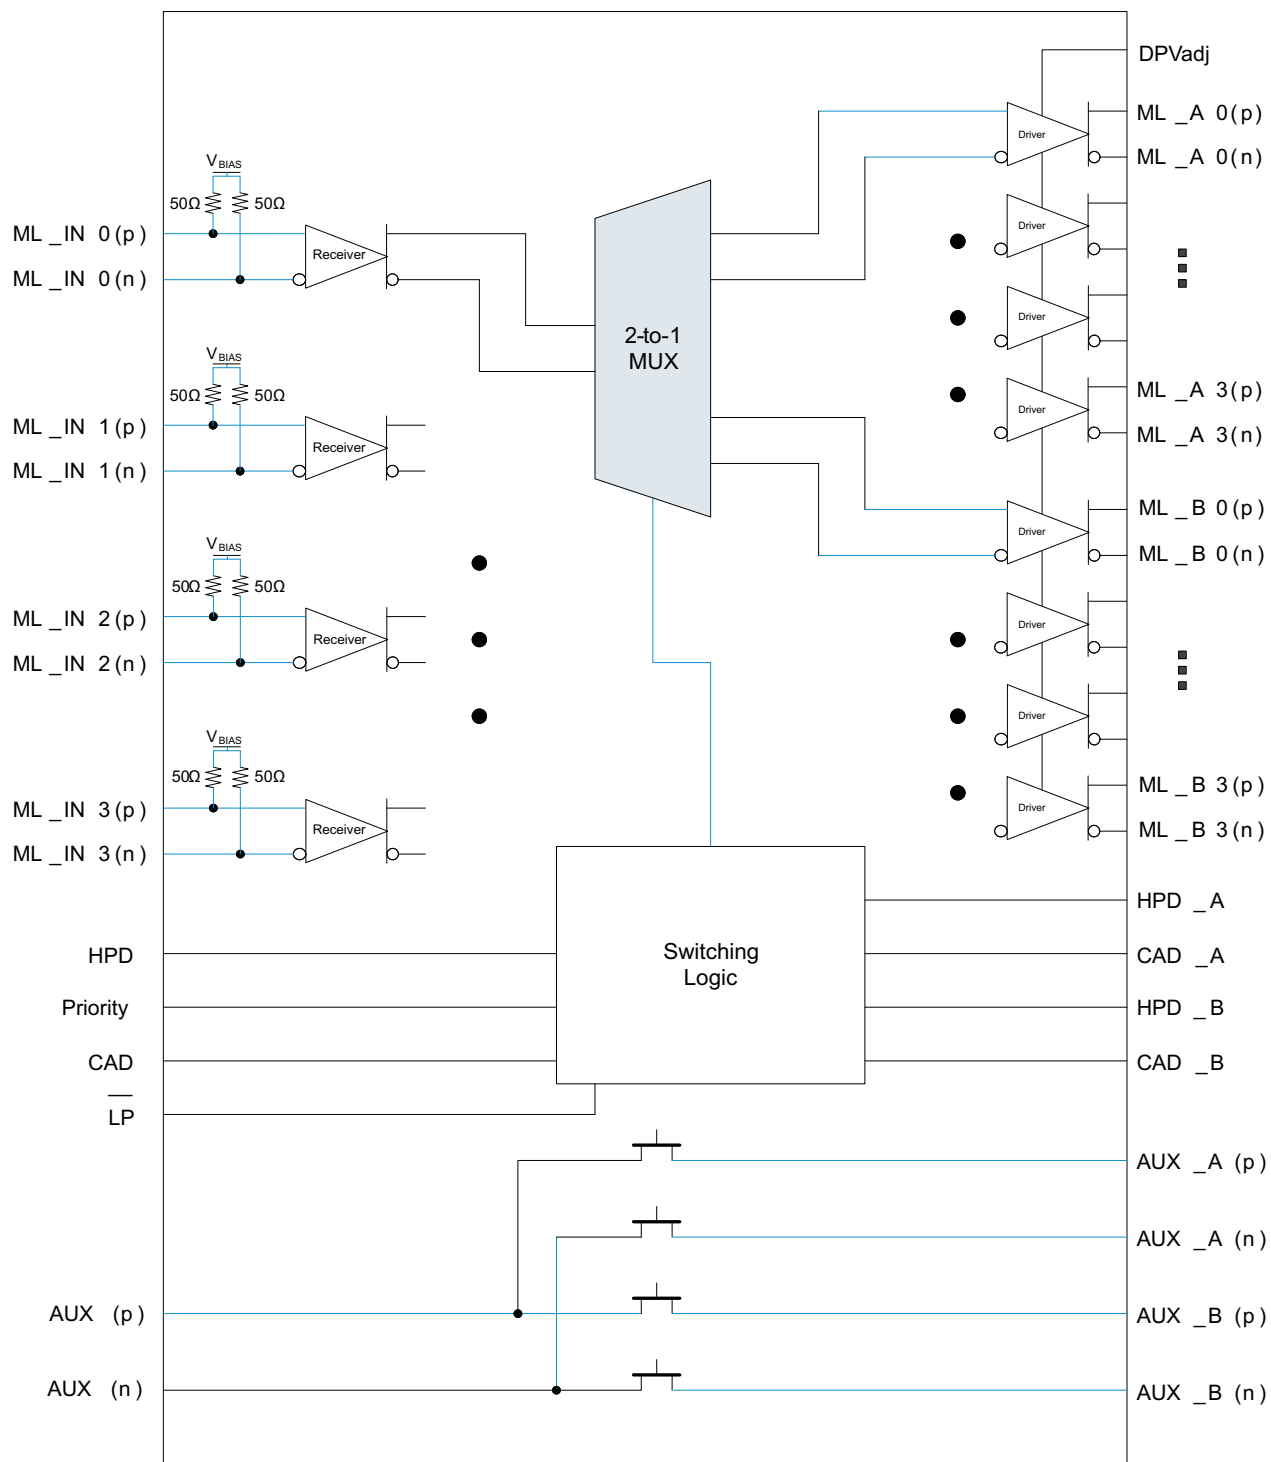 DPVadj
ML _A 0(p)
Driver
ML _A 0(n)
VBIAS
50Ω 50Ω
Driver
ML _IN 0(p)
Receiver
ML _IN 0(n)
Driver
2-to-1
MUX
VBIAS
50Ω 50Ω
ML _A 3(p)
Driver
ML _IN 1(p)
ML _A 3(n)
Receiver
ML _IN 1(n)
ML _B 0(p)
Driver
VBIAS
ML _B 0(n)
50Ω 50Ω
ML _IN 2(p)
Driver
Receiver
ML _IN 2(n)
Driver
VBIAS
50Ω 50Ω
ML _B 3(p)
ML _IN 3(p)
Driver
Receiver
ML _B 3(n)
ML _IN 3(n)
HPD _A
Switching
Logic
HPD
CAD _A
Priority
HPD _B
CAD
CAD _B
LP
AUX _A (p)
AUX _A (n)
AUX (p)
AUX _B (p)
AUX (n)
AUX _B (n)